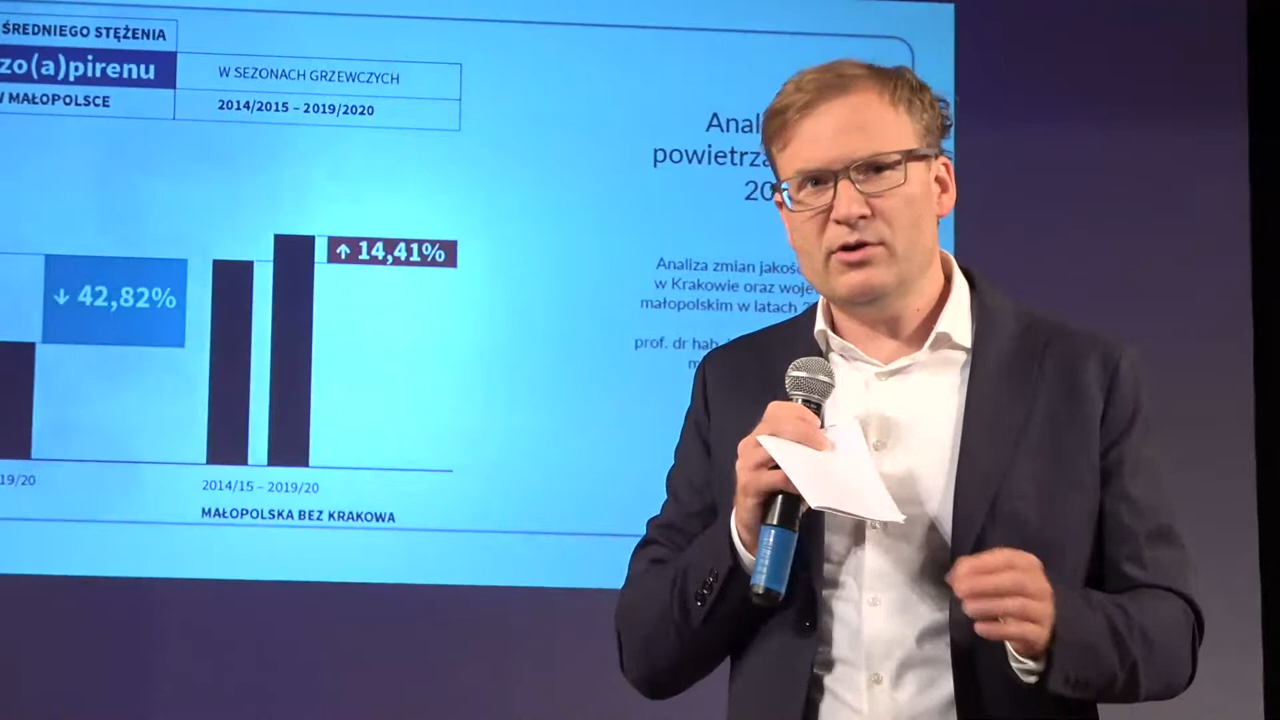 ŚREDNIEGO STĘŻENIA
zo(a)pirenu
W MAŁOPOLSCE
W SEZONACH GRZEWCZYCH
2014/2015 – 2019/2020
↓ 42,82%
↑ 14,41%
19/20
2014/15 – 2019/20
MAŁOPOLSKA BEZ KRAKOWA
Anal
powietrza
20
Analiza zmian jakoś
w Krakowie oraz woje
małopolskim w latach 2
prof. dr hab.
m